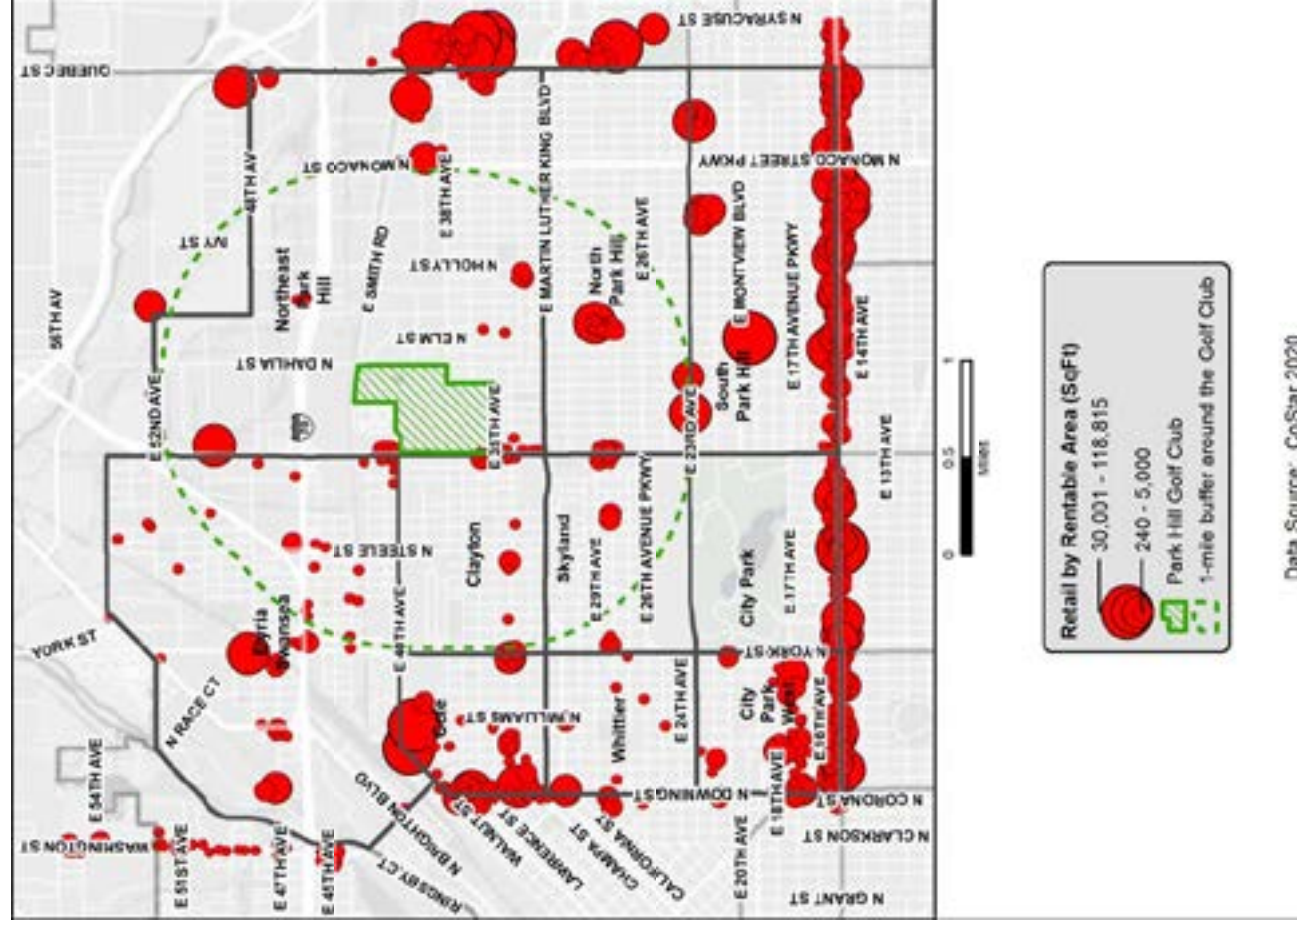 WASHINGTON ST
YORK ST
QUEBEC ST
56TH AV
E 54TH AVE
E 52ND AVE
E 51ST AVE
N RACE CT
IVY ST
48TH AV
E 47TH AVE
Elyria
Swansea
N DAHLIA ST
Northeast
Park
Hill
E 45TH AVE
N STEELE ST
N MONACO ST
E SMITH RD
N BRIGHTON BLVD
RINGSBY CT
E 40TH AVE
N ELM ST
N HOLLY ST
E 38TH AVE
Cole
Clayton
E 35TH AVE
WALNUT ST
LAWRENCE ST
N WILLIAMS ST
E MARTIN LUTHER KING BLVD
CHAMPA ST
CALIFORNIA ST
Skyland
E 29TH AVE
North
Park Hill
Whittier
E 26TH AVENUE PKWY
E 26TH AVE
E 24TH AVE
E 23RD AVE
N DOWNING ST
South
Park Hill
E MONTVIEW BLVD
N SYRACUSE ST
E 20TH AVE
City
Park
West
City Park
E 18TH AVE
N YORK ST
E 17TH AVE
E 17TH AVENUE PKWY
N MONACO STREET PKWY
E 16TH AVE
N GRANT ST
N CLARKSON ST
N CORONA ST
E 14TH AVE
E 13TH AVE
0 0.5 1
Miles
Retail by Rentable Area (SqFt)
30,001 - 118,815
240 - 5,000
Park Hill Golf Club
1-mile buffer around the Golf Club
Data Source: CoStar 2020